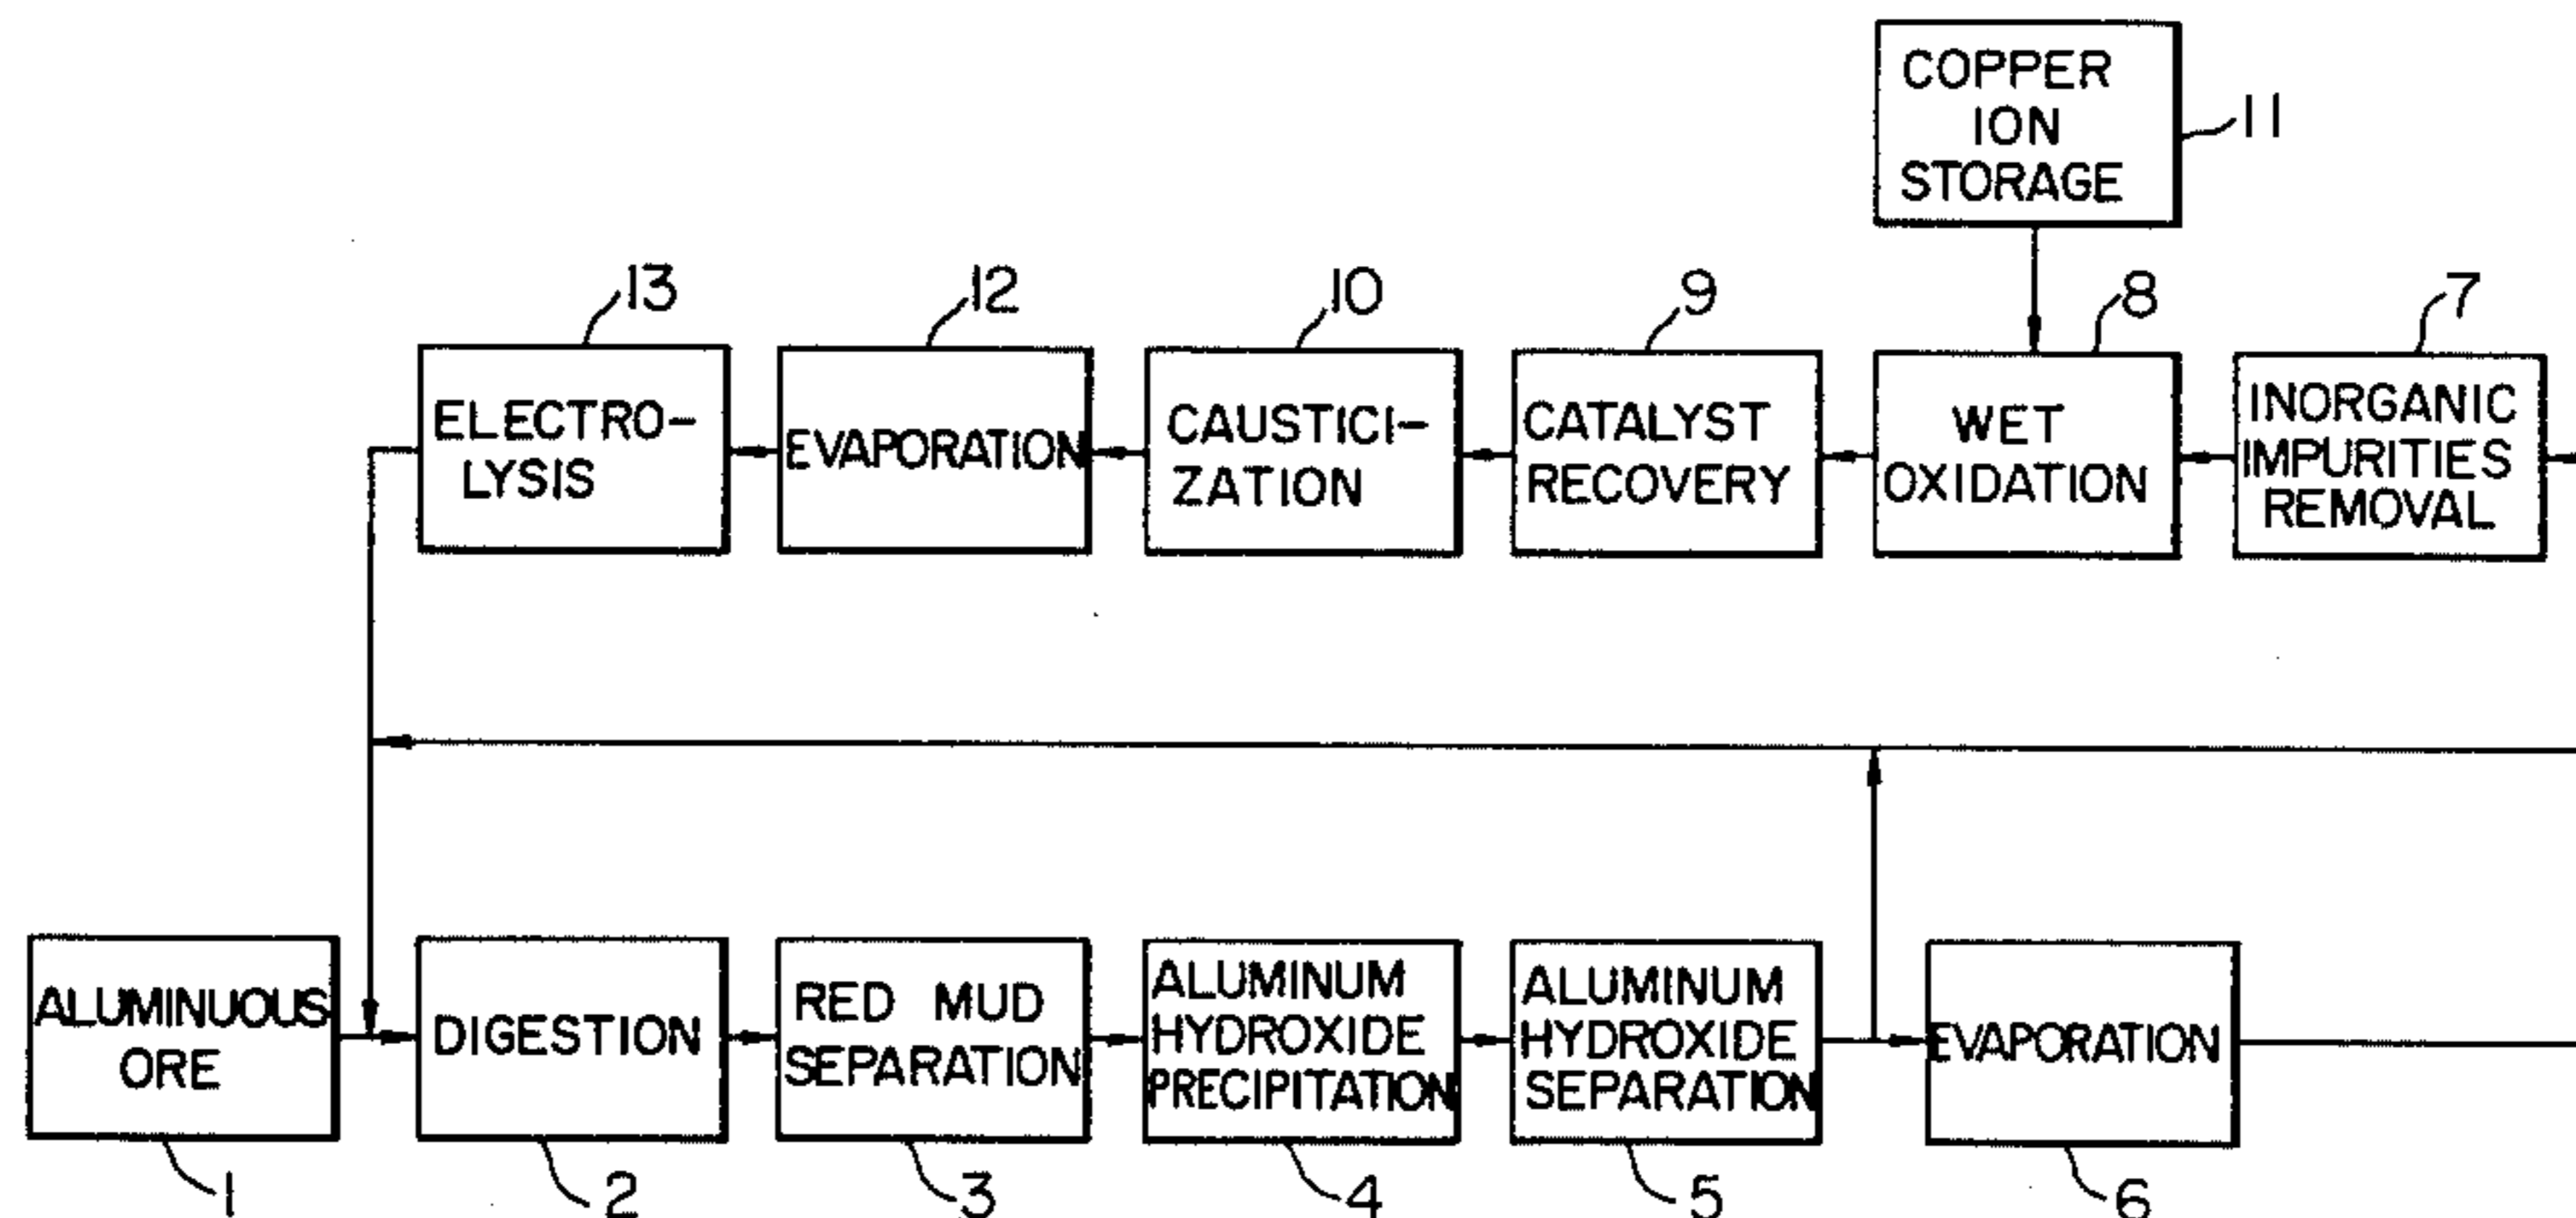 COPPER
ION
STORAGE
11
13
12
10
9
8
7
ELECTRO-
LYSIS
EVAPORATION
CAUSTICI-
ZATION
CATALYST
RECOVERY
WET
OXIDATION
INORGANIC
IMPURITIES
REMOVAL
ALUMINUOUS
ORE
DIGESTION
RED MUD
SEPARATION
ALUMINUM
HYDROXIDE
PRECIPITATION
ALUMINUM
HYDROXIDE
SEPARATION
EVAPORATION
1
2
3
4
5
6